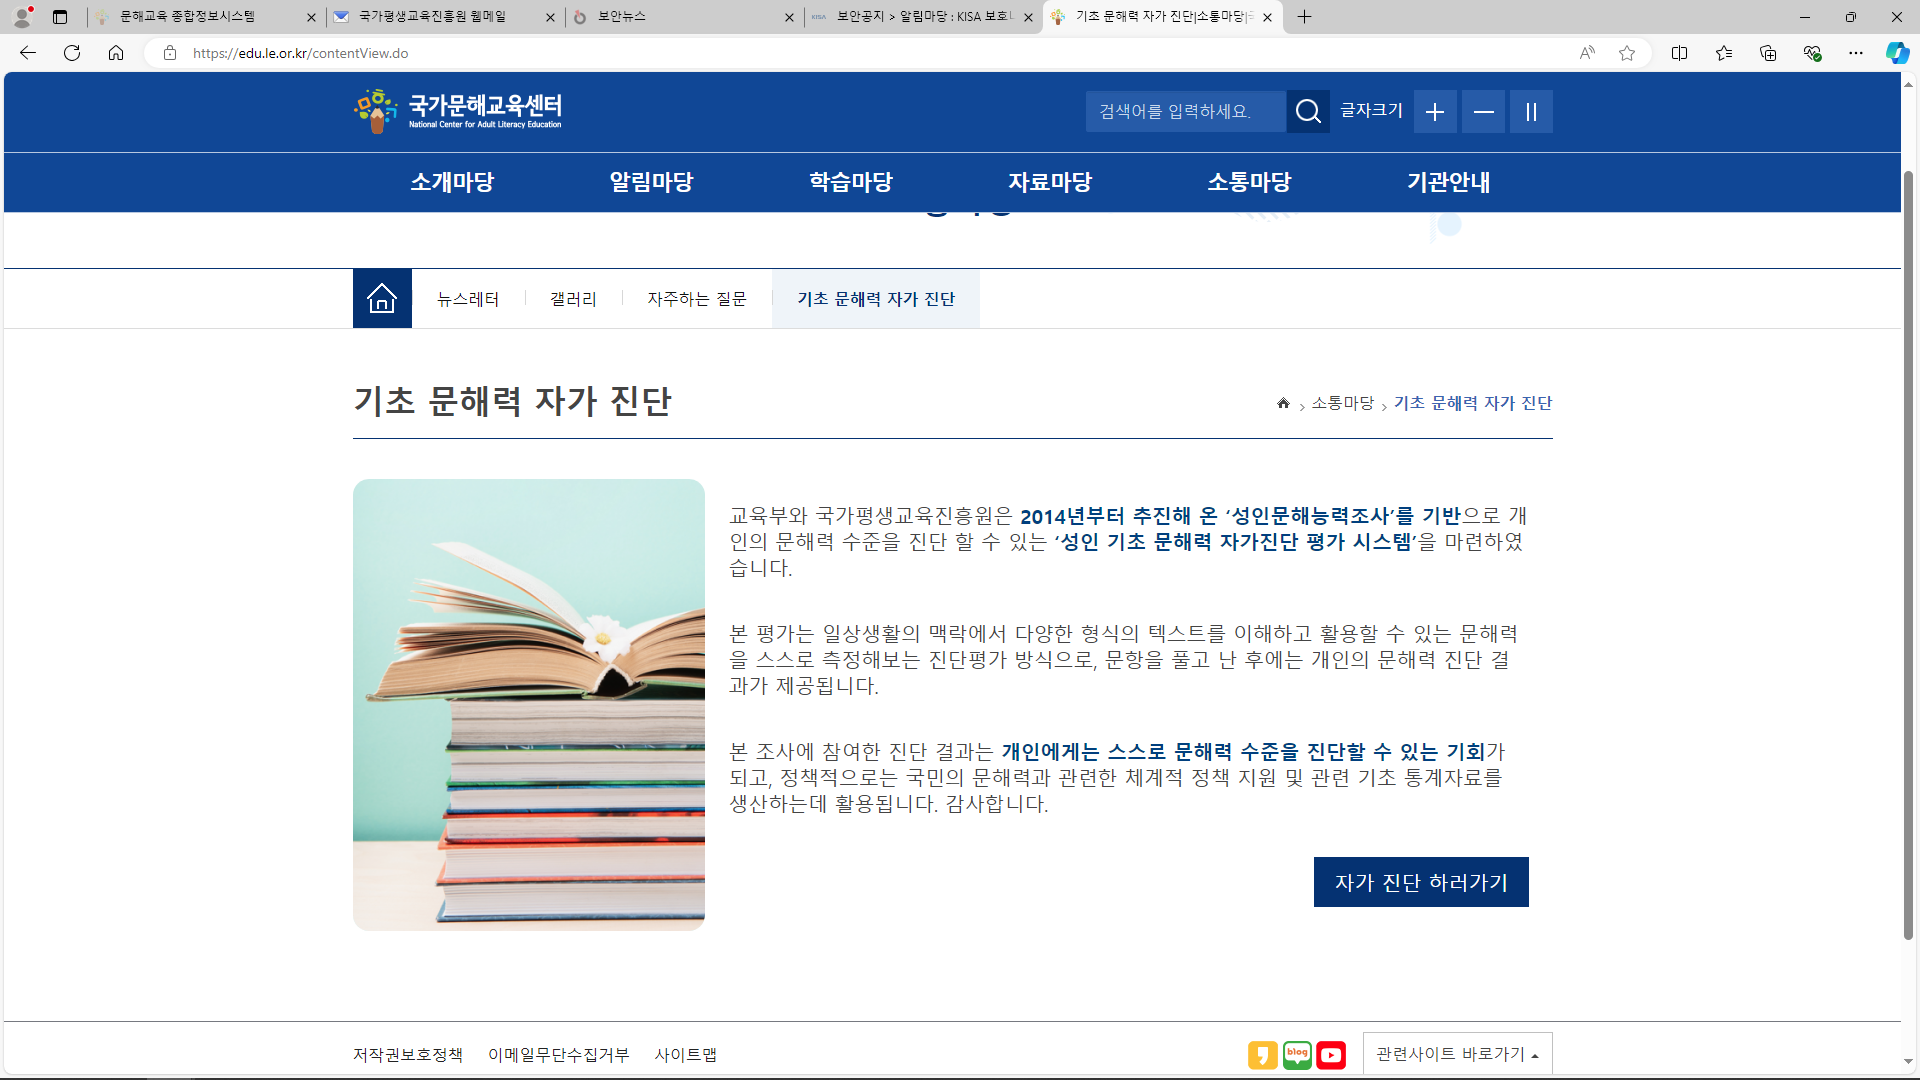 문해교육 종합정보시스템
국가평생교육진흥원 웹메일
보안뉴스
보안공지 > 알림마당 : KISA 보호나
기초 문해력 자가 진단|소통마당|
https://edu.le.or.kr/contentView.do
국가문해교육센터
National Center for Adult Literacy Education
검색어를 입력하세요.
글자크기
소개마당
알림마당
학습마당
자료마당
소통마당
기관안내
뉴스레터
갤러리
자주하는 질문
기초 문해력 자가 진단
기초 문해력 자가 진단
소통마당 > 기초 문해력 자가 진단
교육부와 국가평생교육진흥원은 2014년부터 추진해 온 ‘성인문해능력조사’를 기반으로 개
인의 문해력 수준을 진단 할 수 있는 ‘성인 기초 문해력 자가진단 평가 시스템’을 마련하였
습니다.
본 평가는 일상생활의 맥락에서 다양한 형식의 텍스트를 이해하고 활용할 수 있는 문해력
을 스스로 측정해보는 진단평가 방식으로, 문항을 풀고 난 후에는 개인의 문해력 진단 결
과가 제공됩니다.
본 조사에 참여한 진단 결과는 개인에게는 스스로 문해력 수준을 진단할 수 있는 기회가
되고, 정책적으로는 국민의 문해력과 관련한 체계적 정책 지원 및 관련 기초 통계자료를
생산하는데 활용됩니다. 감사합니다.
자가 진단 하러가기
저작권보호정책
이메일무단수집거부
사이트맵
blog
관련사이트 바로가기